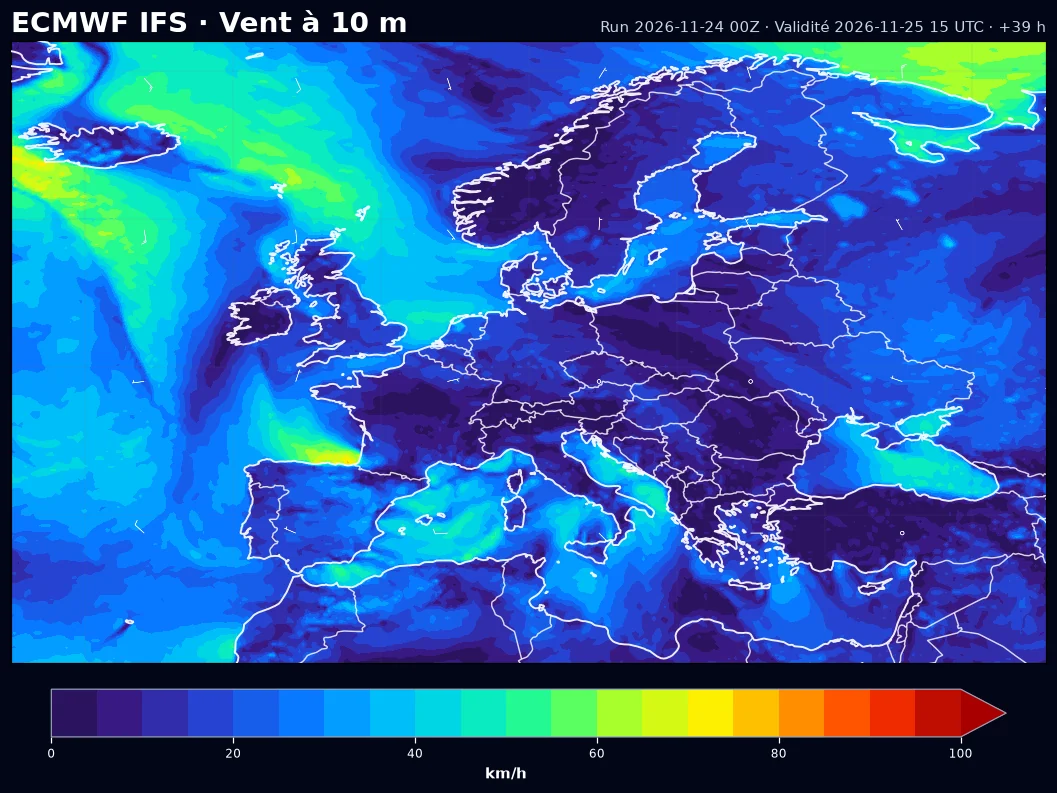 ECMWF IFS · Vent à 10 m
Run 2026-11-24 00Z · Validité 2026-11-25 15 UTC · +39 h
0 20 40 60 80 100
km/h